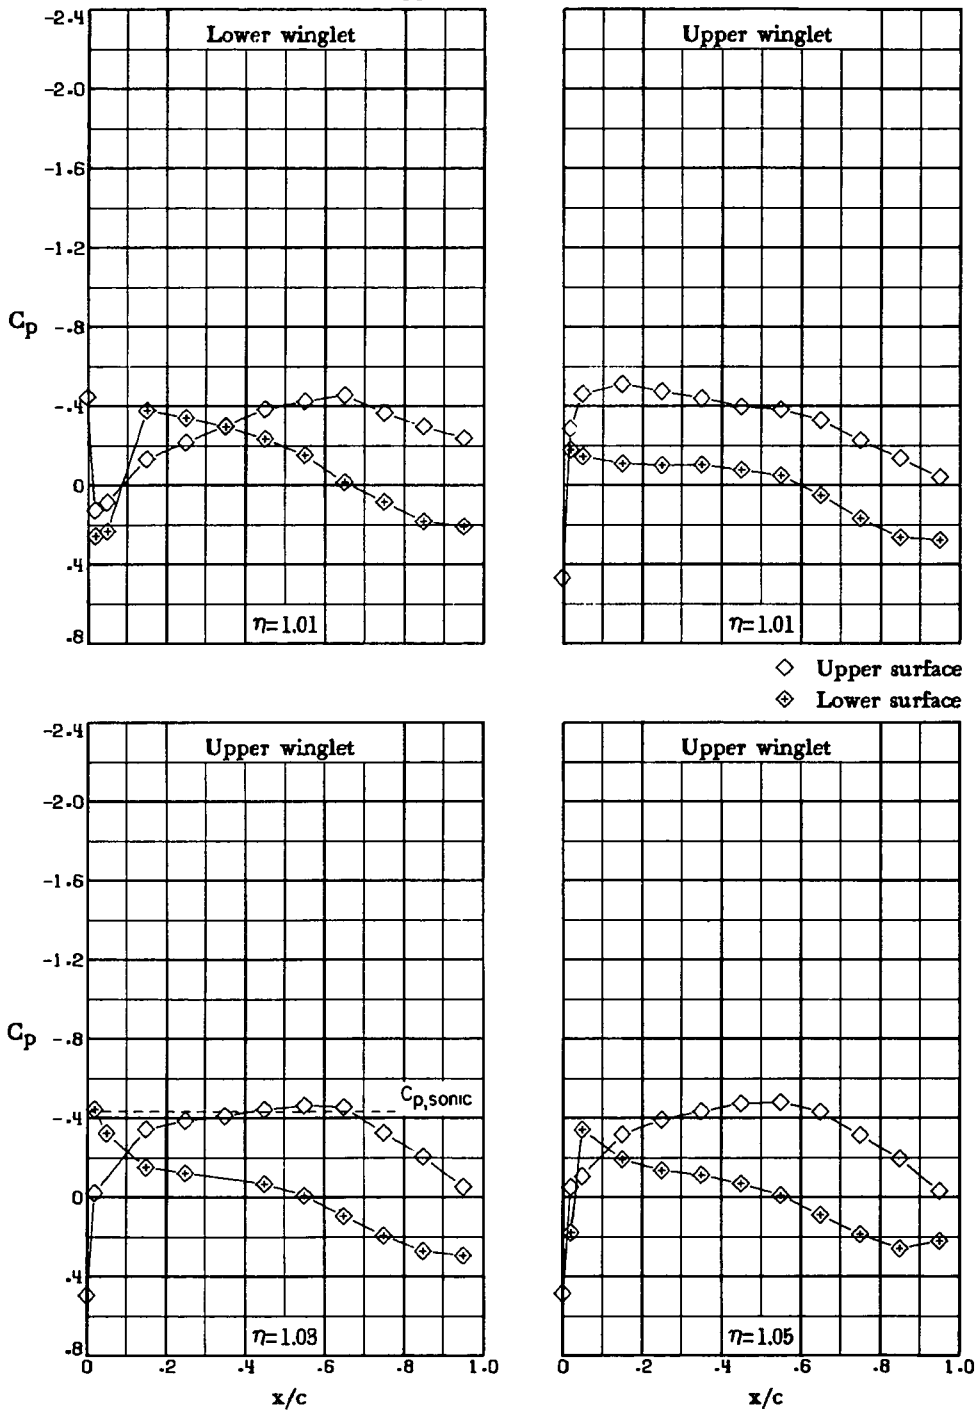 Lower winglet
Upper winglet
-2.4
-2.0
-1.6
-1.2
Cp -.8
-.4
0
.4
.8
η=1.01
η=1.01
◇ Upper surface
Lower surface
Upper winglet
Upper winglet
-2.4
-2.0
-1.6
-1.2
Cp -.8
Cp,sonic
-.4
0
.4
.8
η=1.03
η=1.05
0 .2 .4 .6 .8 1.0
0 .2 .4 .6 .8 1.0
x/c
x/c